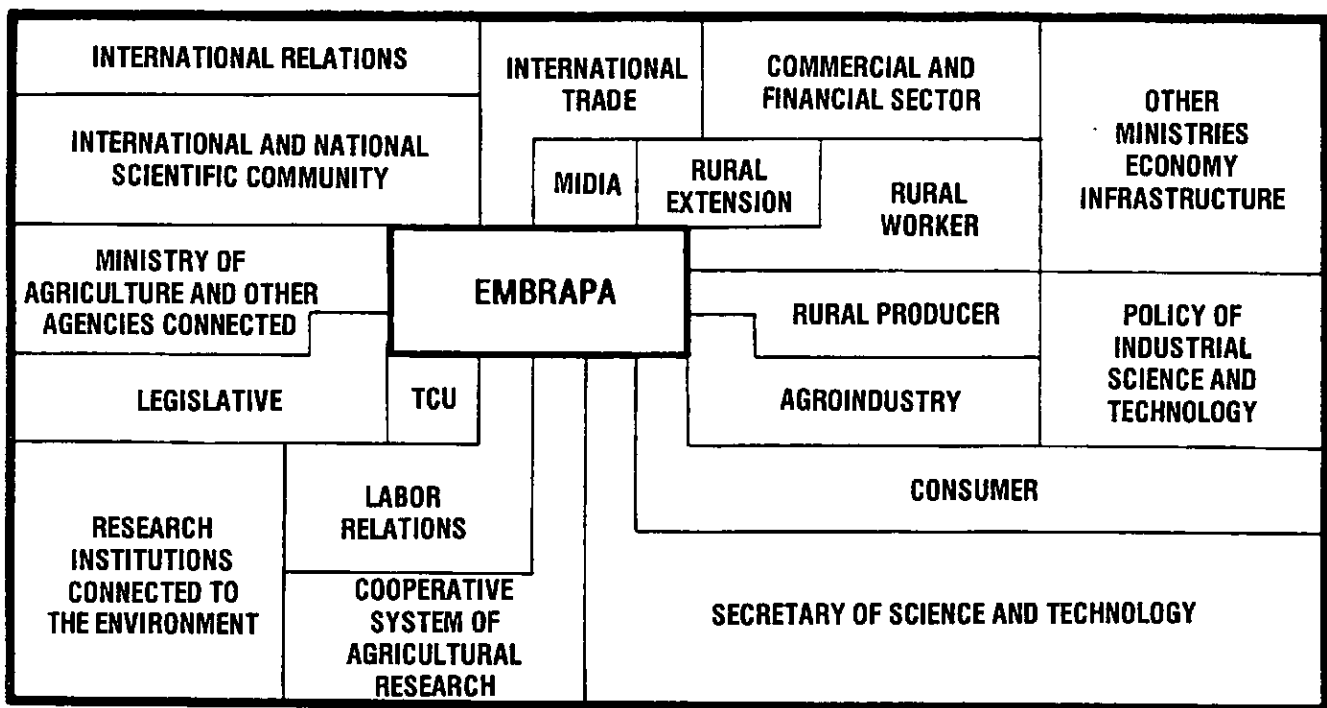 INTERNATIONAL RELATIONS
INTERNATIONAL
TRADE
COMMERCIAL AND
FINANCIAL SECTOR
OTHER
MINISTRIES
ECONOMY
INFRASTRUCTURE
INTERNATIONAL AND NATIONAL
SCIENTIFIC COMMUNITY
MIDIA
RURAL
EXTENSION
RURAL
WORKER
MINISTRY OF
AGRICULTURE AND OTHER
AGENCIES CONNECTED
EMBRAPA
RURAL PRODUCER
POLICY OF
INDUSTRIAL
SCIENCE AND
TECHNOLOGY
LEGISLATIVE
TCU
AGROINDUSTRY
RESEARCH
INSTITUTIONS
CONNECTED TO
THE ENVIRONMENT
LABOR
RELATIONS
CONSUMER
COOPERATIVE
SYSTEM OF
AGRICULTURAL
RESEARCH
SECRETARY OF SCIENCE AND TECHNOLOGY